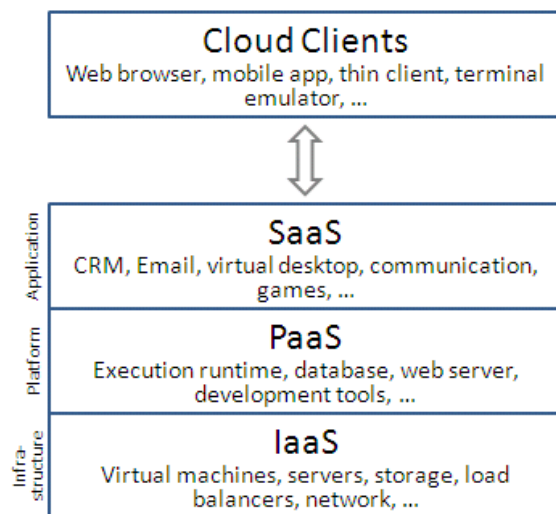 Cloud Clients
Web browser, mobile app, thin client, terminal
emulator, ...
Application
SaaS
CRM, Email, virtual desktop, communication,
games, ...
Platform
PaaS
Execution runtime, database, web server,
development tools, ...
Infra-
structure
IaaS
Virtual machines, servers, storage, load
balancers, network, ...